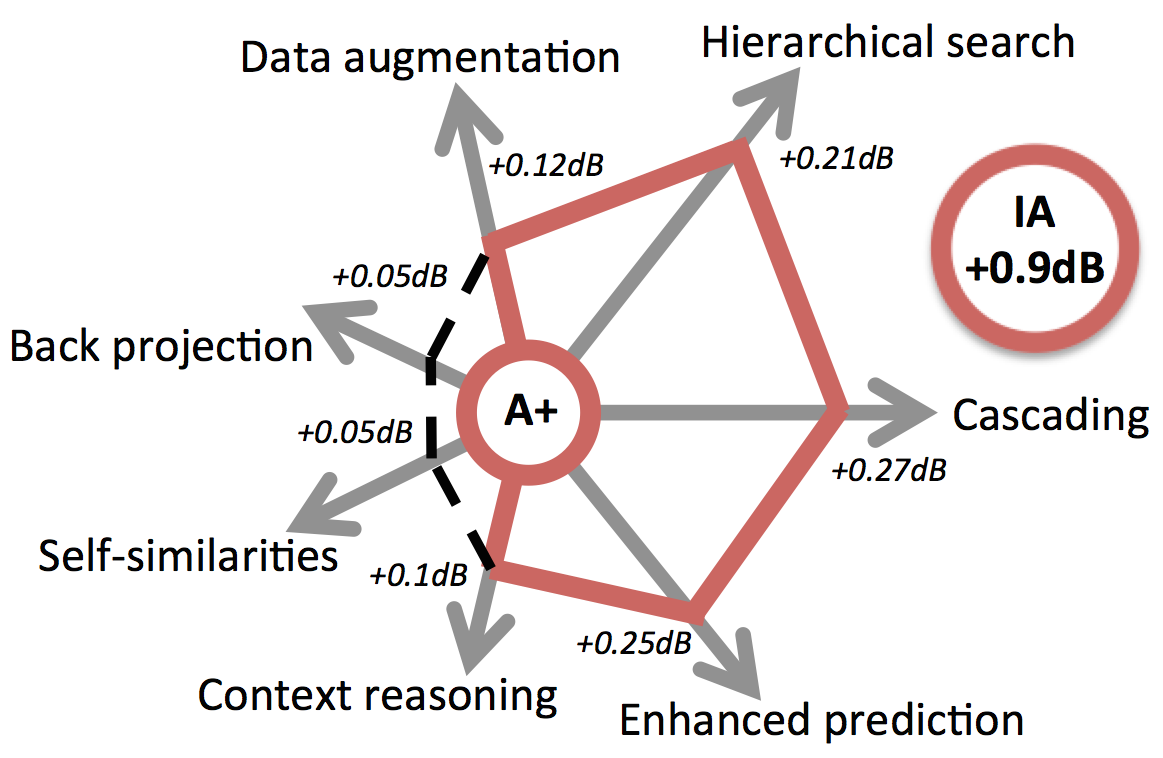 Data augmentation
Hierarchical search
+0.12dB
+0.21dB
IA
+0.9dB
+0.05dB
Back projection
A+
Cascading
+0.05dB
+0.27dB
Self-similarities
+0.1dB
+0.25dB
Context reasoning
Enhanced prediction